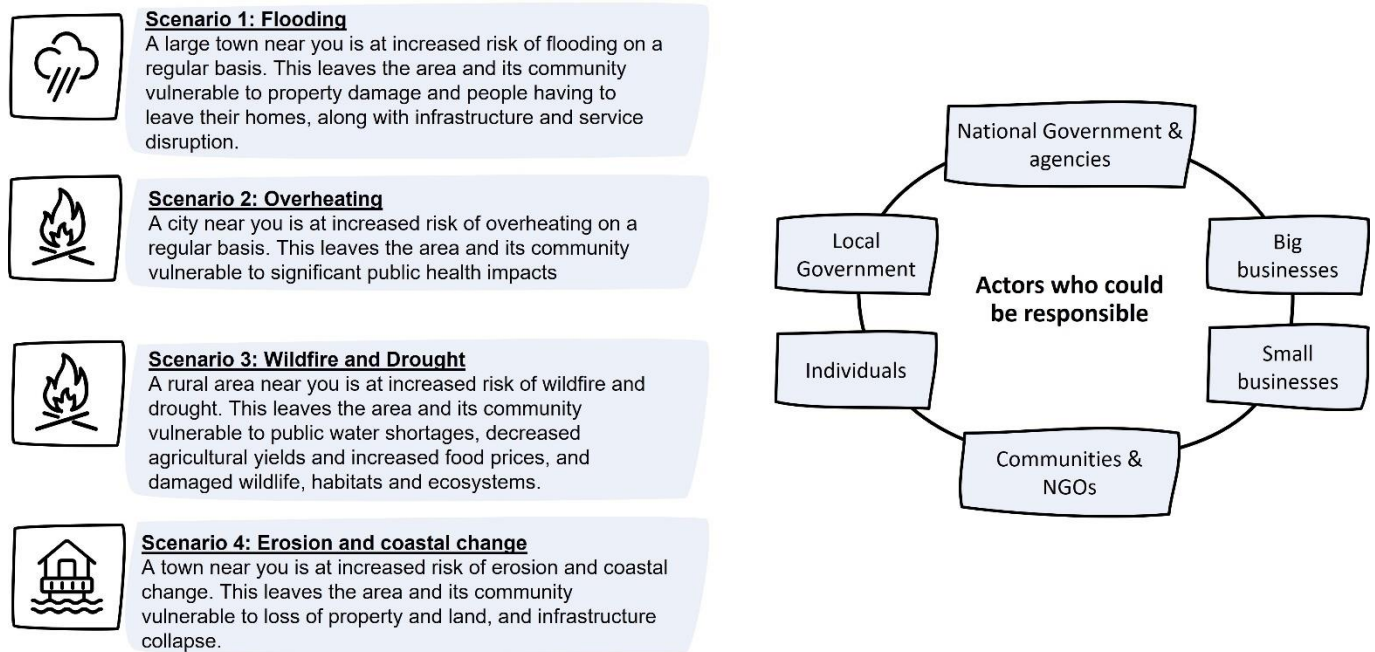 Scenario 1: Flooding
A large town near you is at increased risk of flooding on a
regular basis. This leaves the area and its community
vulnerable to property damage and people having to
leave their homes, along with infrastructure and service
disruption.
Scenario 2: Overheating
A city near you is at increased risk of overheating on a
regular basis. This leaves the area and its community
vulnerable to significant public health impacts
Scenario 3: Wildfire and Drought
A rural area near you is at increased risk of wildfire and
drought. This leaves the area and its community
vulnerable to public water shortages, decreased
agricultural yields and increased food prices, and
damaged wildlife, habitats and ecosystems.
Scenario 4: Erosion and coastal change
A town near you is at increased risk of erosion and coastal
change. This leaves the area and its community
vulnerable to loss of property and land, and infrastructure
collapse.
National Government &
agencies
Local
Government
Big
businesses
Actors who could
be responsible
Individuals
Small
businesses
Communities &
NGOs